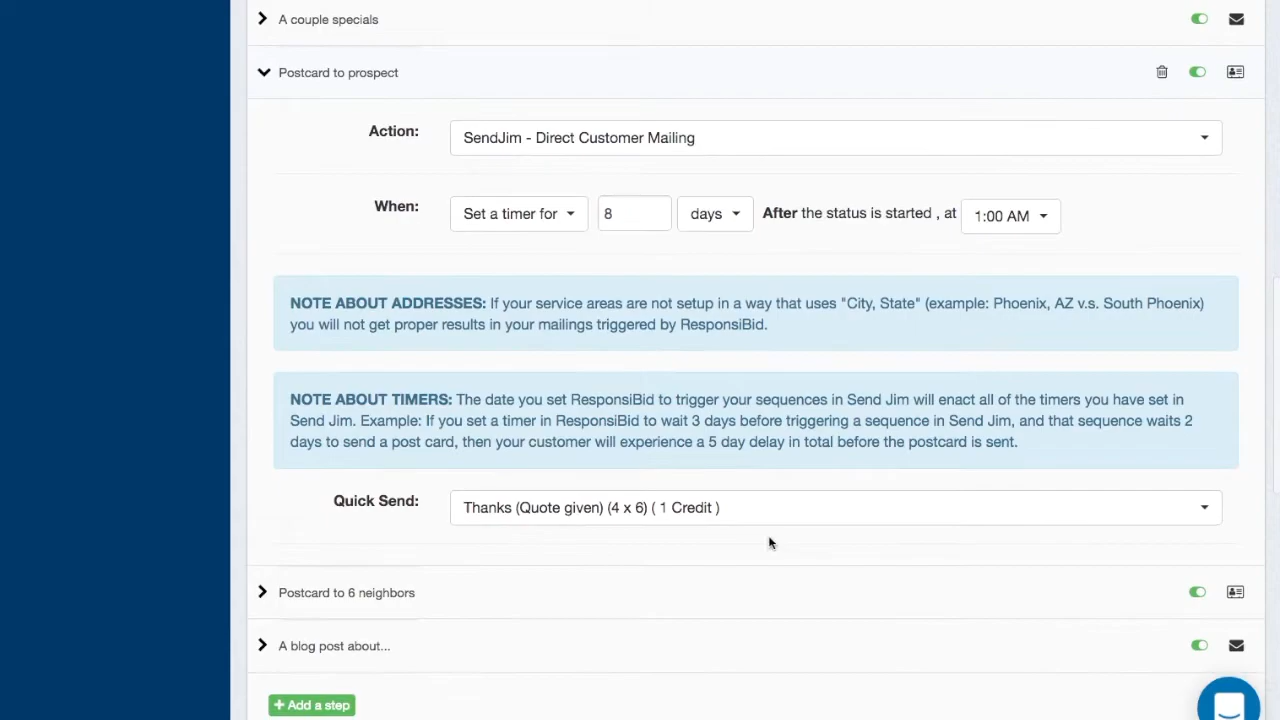 A couple specials
Postcard to prospect
Action:
SendJim - Direct Customer Mailing
When:
Set a timer for
8
days
After the status is started , at
1:00 AM
NOTE ABOUT ADDRESSES: If your service areas are not setup in a way that uses "City, State" (example: Phoenix, AZ v.s. South Phoenix)
you will not get proper results in your mailings triggered by ResponsiBid.
NOTE ABOUT TIMERS: The date you set ResponsiBid to trigger your sequences in Send Jim will enact all of the timers you have set in
Send Jim. Example: If you set a timer in ResponsiBid to wait 3 days before triggering a sequence in Send Jim, and that sequence waits 2
days to send a post card, then your customer will experience a 5 day delay in total before the postcard is sent.
Quick Send:
Thanks (Quote given) (4 x 6) ( 1 Credit )
Postcard to 6 neighbors
A blog post about...
+ Add a step